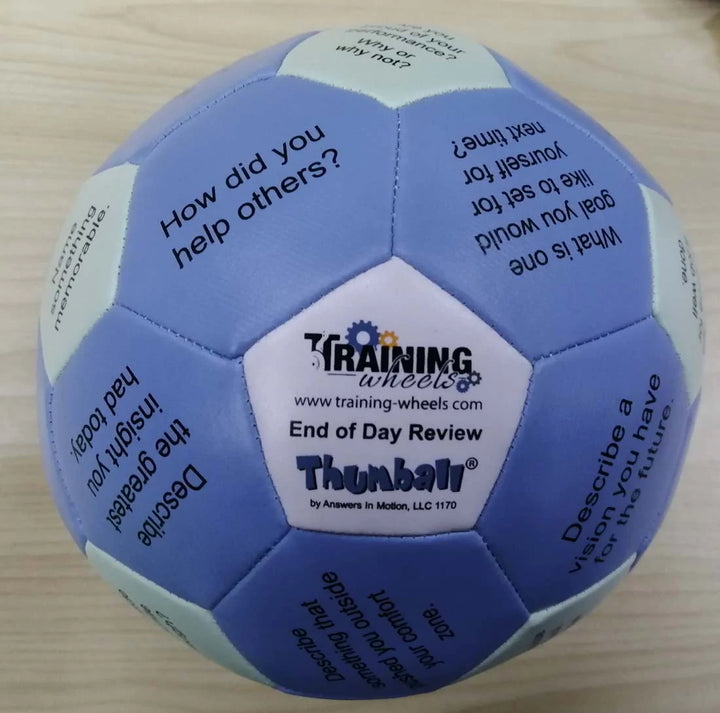 performance?
Why or
why not?
How did you
help others?
What is one
goal you would
like to set for
yourself for
next time?
Name
something
memorable.
done.
TRAINING
wheels
www.training-wheels.com
End of Day Review
Thumball®
by Answers in Motion, LLC 1170
Describe
the greatest
insight you
had today.
Describe a
vision you have
for the future.
Describe
something that
you outside
your comfort
zone.